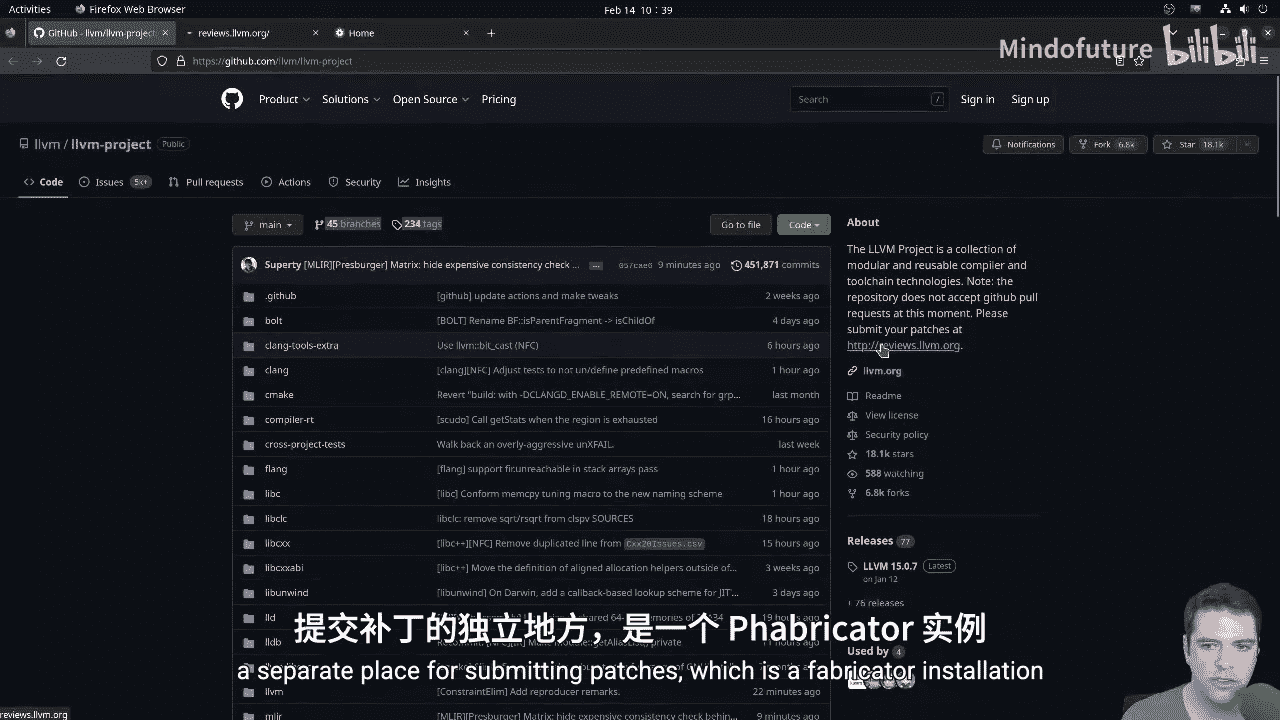 Activities
Firefox Web Browser
Feb 14 10:39
GitHub - llvm/llvm-project
reviews.llvm.org/
Home
https://github.com/llvm/llvm-project
Mindofuture bilibili
Product
Solutions
Open Source
Pricing
Search
/
Sign in
Sign up
llvm / llvm-project
Public
Notifications
Fork 6.8k
Star 18.1k
Code
Issues 5k+
Pull requests
Actions
Security
Insights
main
45 branches
234 tags
Go to file
Code
Superty [MLIR][Presburger] Matrix: hide expensive consistency check ... 057cae6 9 minutes ago 451,871 commits
.github [github] update actions and make tweaks 2 weeks ago
bolt [BOLT] Rename BF::isParentFragment -> isChildOf 4 days ago
clang-tools-extra Use llvm::bit_cast (NFC) 6 hours ago
clang [clang][NFC] Adjust tests to not un/define predefined macros 1 hour ago
cmake Revert "build: with -DCLANGD_ENABLE_REMOTE=ON, search for grp... last month
compiler-rt [scudo] Call getStats when the region is exhausted 16 hours ago
cross-project-tests Walk back an overly-aggressive unXFAIL. last week
flang [flang] support fir.unreachable in stack arrays pass 1 hour ago
libc [libc] Conform memcpy tuning macro to the new naming scheme 1 hour ago
libclc libclc: remove sqrt/rsqrt from clspv SOURCES 18 hours ago
libcxx [libc++][NFC] Remove duplicated line from Cxx20Issues.csv 15 hours ago
libcxxabi [libc++] Move the definition of aligned allocation helpers outside of... 3 weeks ago
libunwind [libunwind] On Darwin, add a callback-based lookup scheme for JIT'... 3 days ago
lld
lldb
llvm [ConstraintElim] Add reproducer remarks. 22 minutes ago
mlir [MLIR][Presburger] Matrix: hide expensive consistency check behin... 9 minutes ago
About
The LLVM Project is a collection of
modular and reusable compiler and
toolchain technologies. Note: the
repository does not accept github pull
requests at this moment. Please
submit your patches at
http://reviews.llvm.org.
llvm.org
Readme
View license
Security policy
18.1k stars
588 watching
6.8k forks
Releases 77
LLVM 15.0.7 Latest
on Jan 12
+ 76 releases
Used by 4
提交补丁的独立地方，是一个 Phabricator 实例
a separate place for submitting patches, which is a fabricator installation
reviews.llvm.org